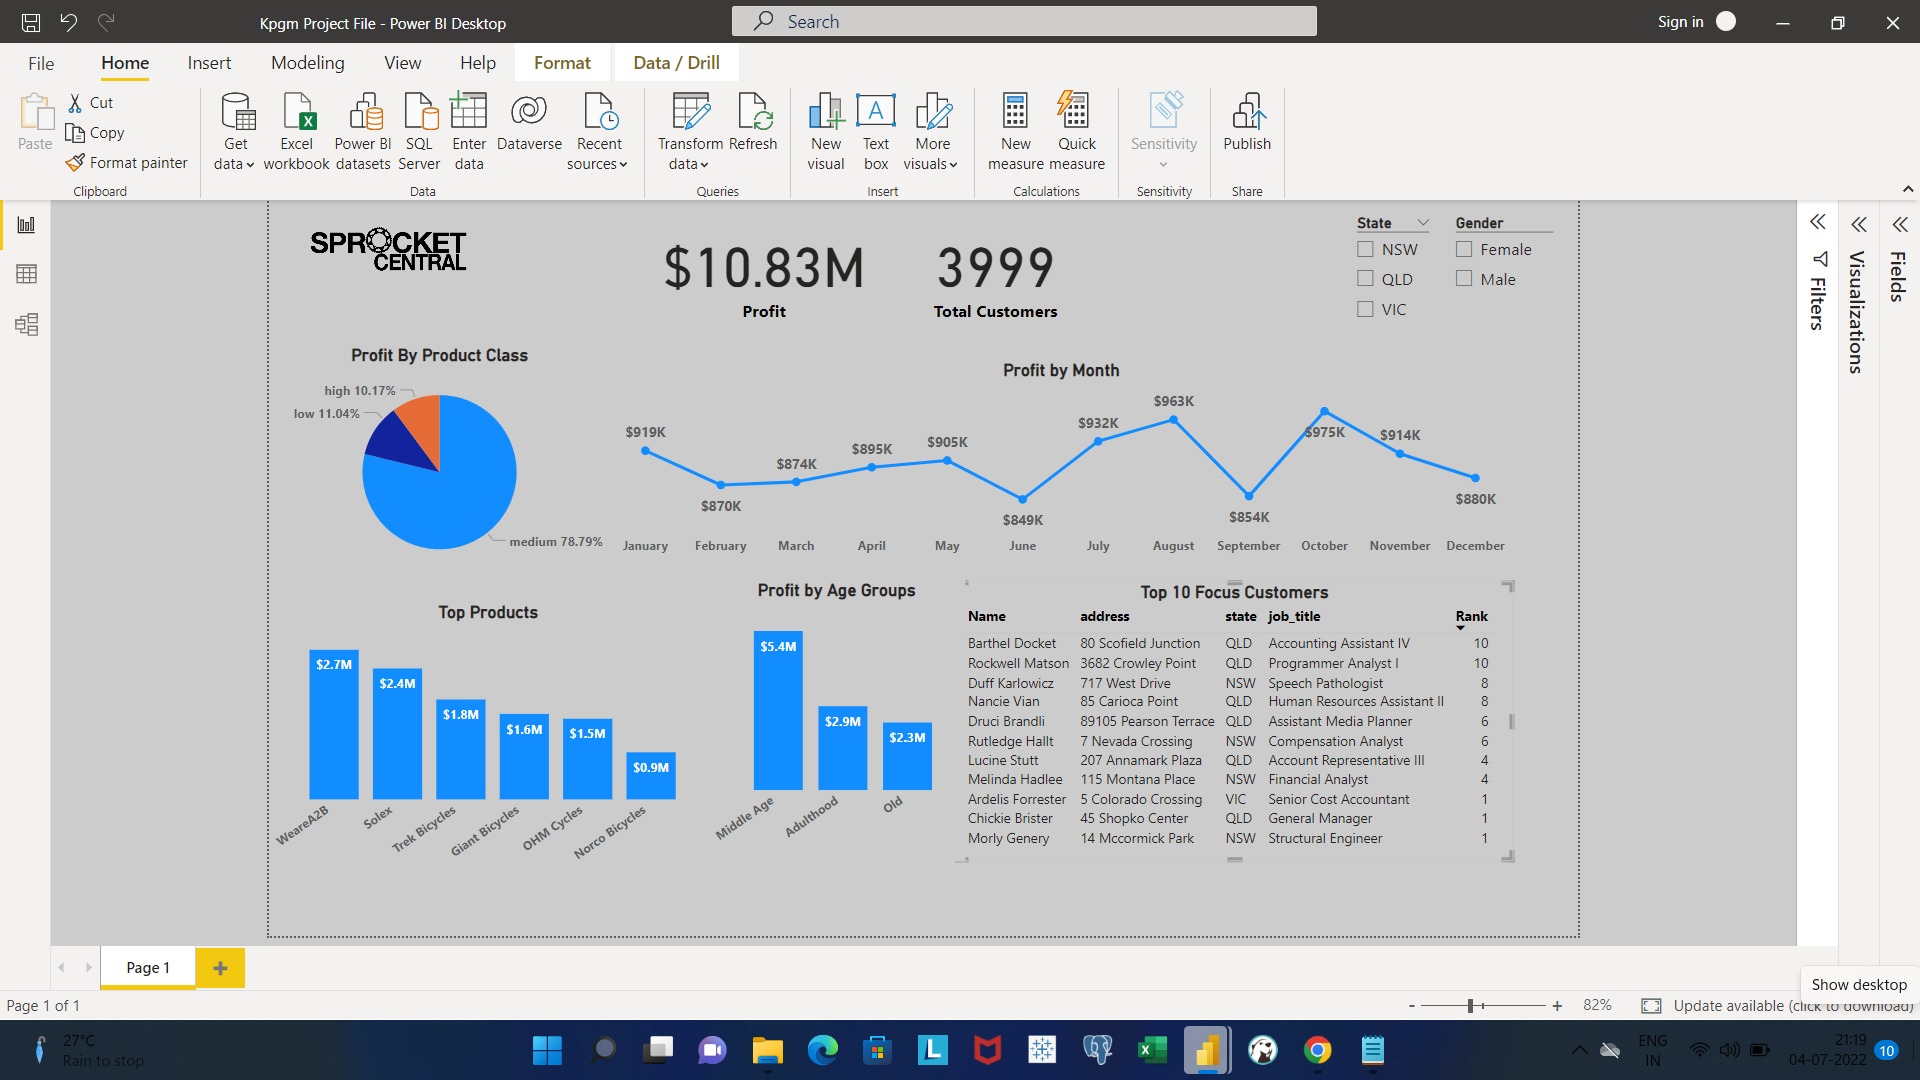 Kpgm Project File - Power BI Desktop
Search
Sign in
File Home Insert Modeling View Help Format Data / Drill
Paste
Cut
Copy
Format painter
Clipboard
Get data
Excel workbook
Power BI datasets
SQL Server
Enter data
Dataverse
Recent sources
Data
Transform data
Refresh
Queries
New visual
Text box
More visuals
Insert
New measure
Quick measure
Calculations
Sensitivity
Sensitivity
Publish
Share
SPROCKET
CENTRAL
$10.83M
Profit
3999
Total Customers
State
NSW
QLD
VIC
Gender
Female
Male
Filters
Visualizations
Fields
Profit By Product Class
high 10.17%
low 11.04%
medium 78.79%
Profit by Month
$919K
$870K
$874K
$895K
$905K
$849K
$932K
$963K
$854K
$975K
$914K
$880K
January February March April May June July August September October November December
Top Products
$2.7M
$2.4M
$1.8M
$1.6M
$1.5M
$0.9M
WeareA2B
Solex
Trek Bicycles
Giant Bicycles
OHM Cycles
Norco Bicycles
Profit by Age Groups
$5.4M
$2.9M
$2.3M
Middle Age
Adulthood
Old
Top 10 Focus Customers
Name address state job_title Rank
Barthel Docket 80 Scofield Junction QLD Accounting Assistant IV 10
Rockwell Matson 3682 Crowley Point QLD Programmer Analyst I 10
Duff Karlowicz 717 West Drive NSW Speech Pathologist 8
Nancie Vian 85 Carioca Point QLD Human Resources Assistant II 8
Druci Brandli 89105 Pearson Terrace QLD Assistant Media Planner 6
Rutledge Hallt 7 Nevada Crossing NSW Compensation Analyst 6
Lucine Stutt 207 Annamark Plaza QLD Account Representative III 4
Melinda Hadlee 115 Montana Place NSW Financial Analyst 4
Ardelis Forrester 5 Colorado Crossing VIC Senior Cost Accountant 1
Chickie Brister 45 Shopko Center QLD General Manager 1
Morly Genery 14 Mccormick Park NSW Structural Engineer 1
Page 1
Show desktop
Page 1 of 1
- + 82%
Update available (click to download)
27°C
Rain to stop
L
ENG
IN
21:19
04-07-2022
10